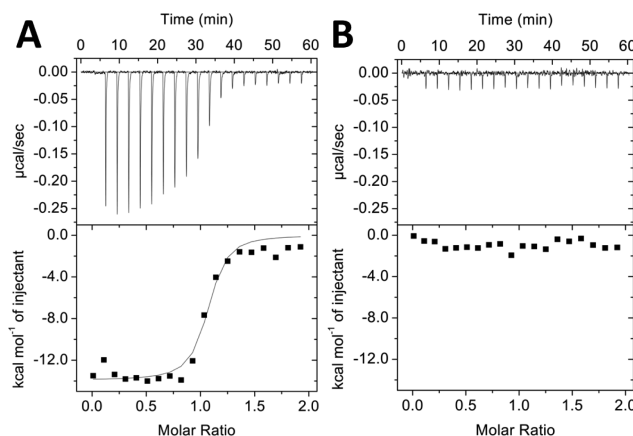 A
Time (min)
0 10 20 30 40 50 60
0.00
-0.05
-0.10
-0.15
-0.20
-0.25
µcal/sec
0.0
-4.0
-8.0
-12.0
kcal mol⁻¹ of injectant
0.0 0.5 1.0 1.5 2.0
Molar Ratio
B
Time (min)
0 10 20 30 40 50 60
0.00
-0.05
-0.10
-0.15
-0.20
-0.25
µcal/sec
0.0
-4.0
-8.0
-12.0
kcal mol⁻¹ of injectant
0.0 0.5 1.0 1.5 2.0
Molar Ratio